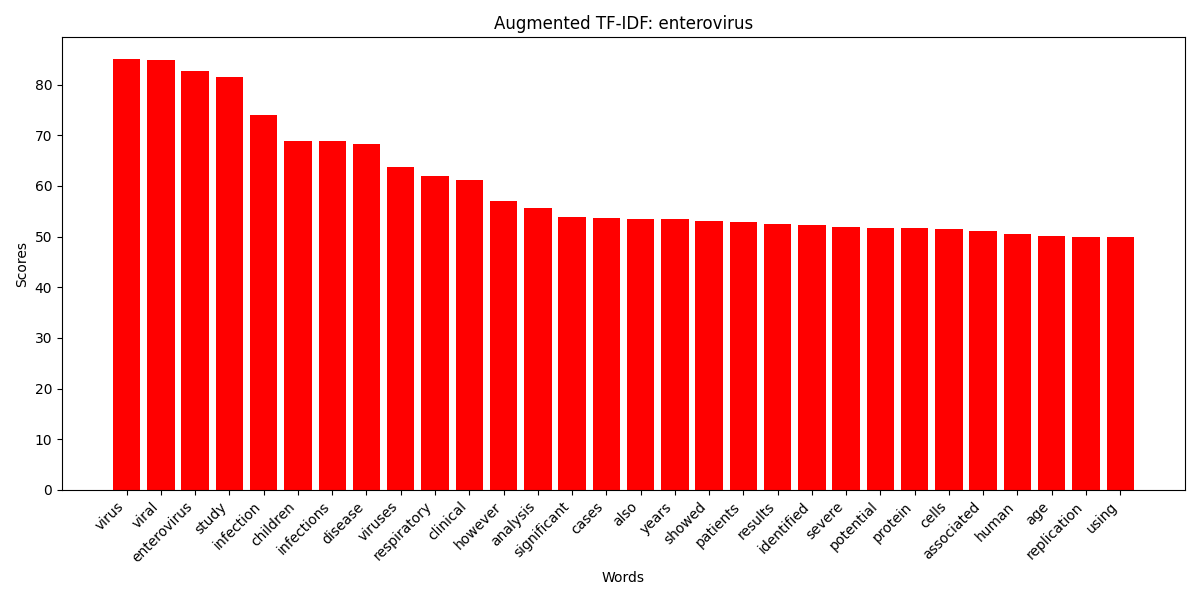 Augmented TF-IDF: enterovirus
Scores
80
70
60
50
40
30
20
10
0
virus
viral
enterovirus
study
infection
children
infections
disease
viruses
respiratory
clinical
however
analysis
significant
cases
also
years
showed
patients
results
identified
severe
potential
protein
cells
associated
human
age
replication
using
Words